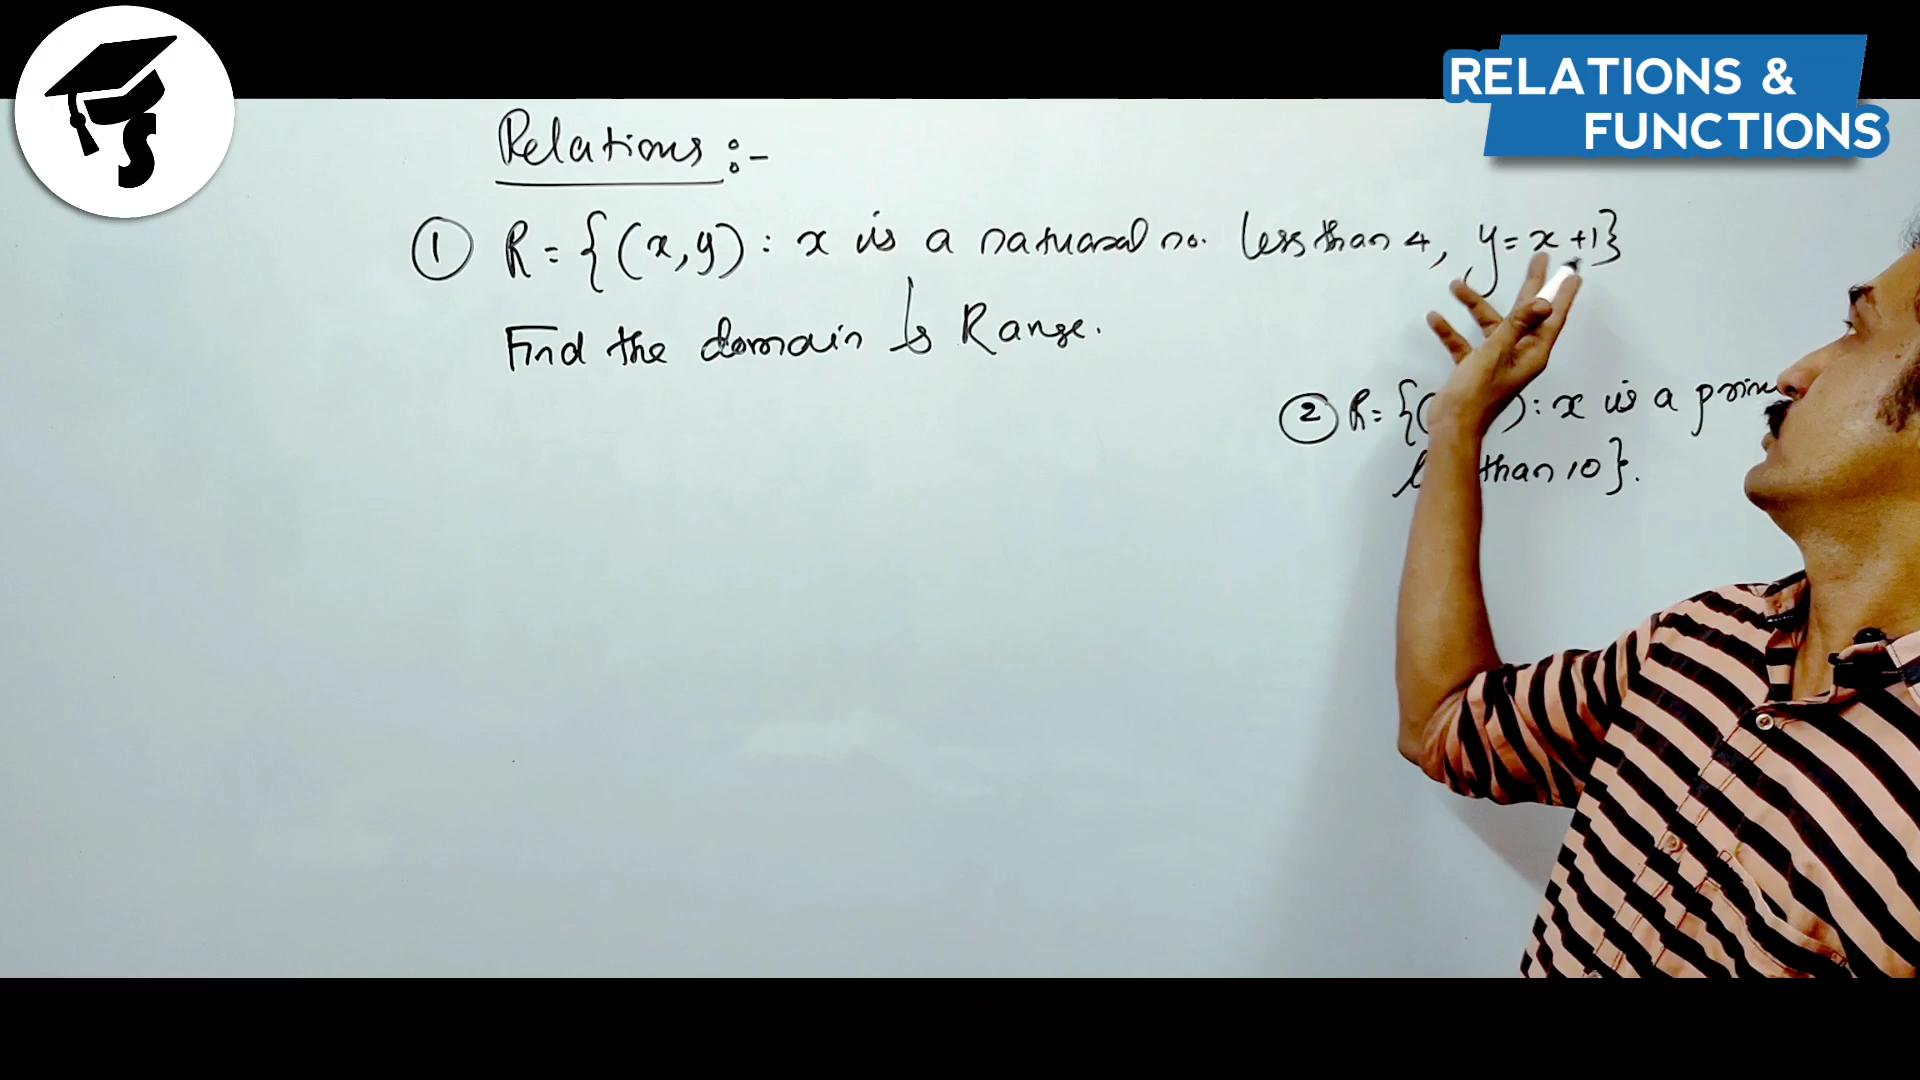 RELATIONS &
FUNCTIONS
Relations :-
① R = {(x,y) : x is a natural no. less than 4, y = x + 1}
Find the domain & Range.
② R = {( ) : x is a
than 10}.
S